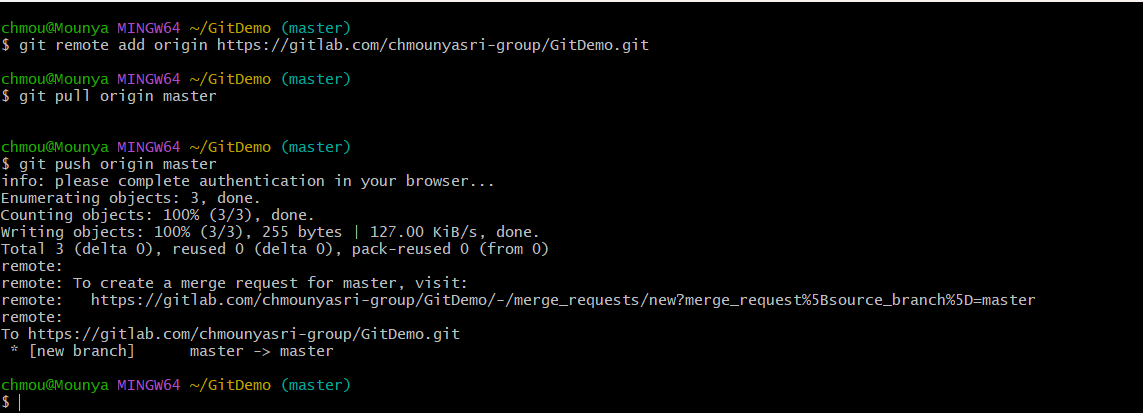 chmou@Mounya MINGW64 ~/GitDemo (master)
$ git remote add origin https://gitlab.com/chmounyasri-group/GitDemo.git
chmou@Mounya MINGW64 ~/GitDemo (master)
$ git pull origin master
chmou@Mounya MINGW64 ~/GitDemo (master)
$ git push origin master
info: please complete authentication in your browser...
Enumerating objects: 3, done.
Counting objects: 100% (3/3), done.
Writing objects: 100% (3/3), 255 bytes | 127.00 KiB/s, done.
Total 3 (delta 0), reused 0 (delta 0), pack-reused 0 (from 0)
remote:
remote: To create a merge request for master, visit:
remote:   https://gitlab.com/chmounyasri-group/GitDemo/-/merge_requests/new?merge_request%5Bsource_branch%5D=master
remote:
To https://gitlab.com/chmounyasri-group/GitDemo.git
 * [new branch]      master -> master
chmou@Mounya MINGW64 ~/GitDemo (master)
$